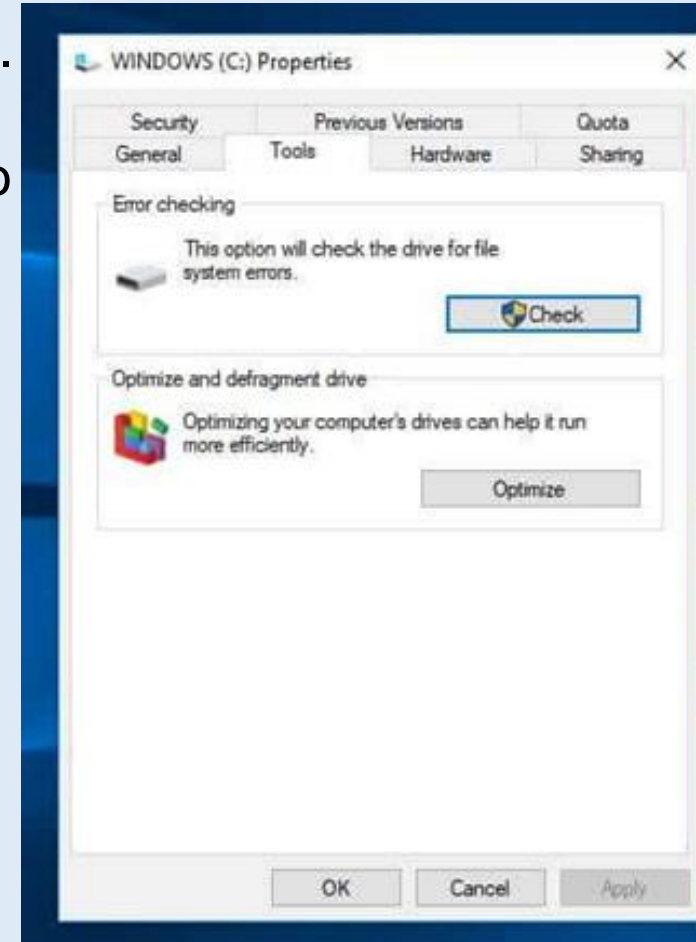 .
o
WINDOWS (C:) Properties
Security Previous Versions Quota
General Tools Hardware Sharing
Error checking
This option will check the drive for file
system errors.
Check
Optimize and defragment drive
Optimizing your computer's drives can help it run
more efficiently.
Optimize
OK Cancel Apply